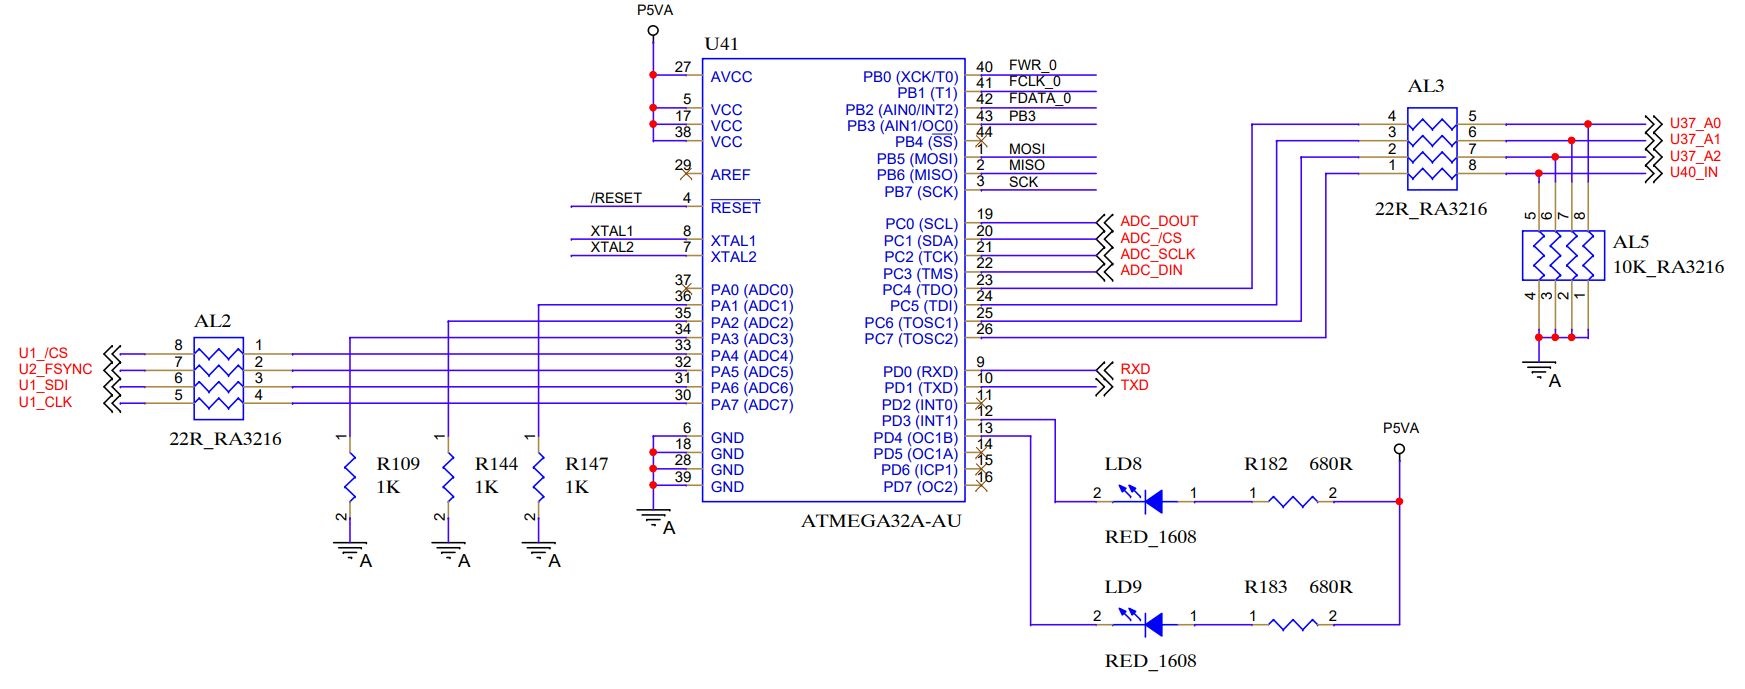 P5VA
U41
27 AVCC
5 VCC
17 VCC
38 VCC
29 AREF
/RESET 4 RESET
XTAL1 8 XTAL1
XTAL2 7 XTAL2
37 PA0 (ADC0)
36 PA1 (ADC1)
35 PA2 (ADC2)
34 PA3 (ADC3)
33 PA4 (ADC4)
32 PA5 (ADC5)
31 PA6 (ADC6)
30 PA7 (ADC7)
6 GND
18 GND
28 GND
39 GND
A
PB0 (XCK/T0) 40 FWR_0
PB1 (T1) 41 FCLK_0
PB2 (AIN0/INT2) 42 FDATA_0
PB3 (AIN1/OC0) 43 PB3
PB4 (SS) 44
PB5 (MOSI) 1 MOSI
PB6 (MISO) 2 MISO
PB7 (SCK) 3 SCK
PC0 (SCL) 19 ADC_DOUT
PC1 (SDA) 20 ADC_/CS
PC2 (TCK) 21 ADC_SCLK
PC3 (TMS) 22 ADC_DIN
PC4 (TDO) 23
PC5 (TDI) 24
PC6 (TOSC1) 25
PC7 (TOSC2) 26
PD0 (RXD) 9 RXD
PD1 (TXD) 10 TXD
PD2 (INT0) 11
PD3 (INT1) 12
PD4 (OC1B) 13
PD5 (OC1A) 14
PD6 (ICP1) 15
PD7 (OC2) 16
ATMEGA32A-AU
AL2
U1_/CS 8 1
U2_FSYNC 7 2
U1_SDI 6 3
U1_CLK 5 4
22R_RA3216
1 R109
1K
2
A
1 R144
1K
2
A
1 R147
1K
2
A
AL3
4 5 U37_A0
3 6 U37_A1
2 7 U37_A2
1 8 U40_IN
22R_RA3216
5 6 7 8
AL5
10K_RA3216
4 3 2 1
A
P5VA
LD8 R182 680R
2 1 1 2
RED_1608
LD9 R183 680R
2 1 1 2
RED_1608